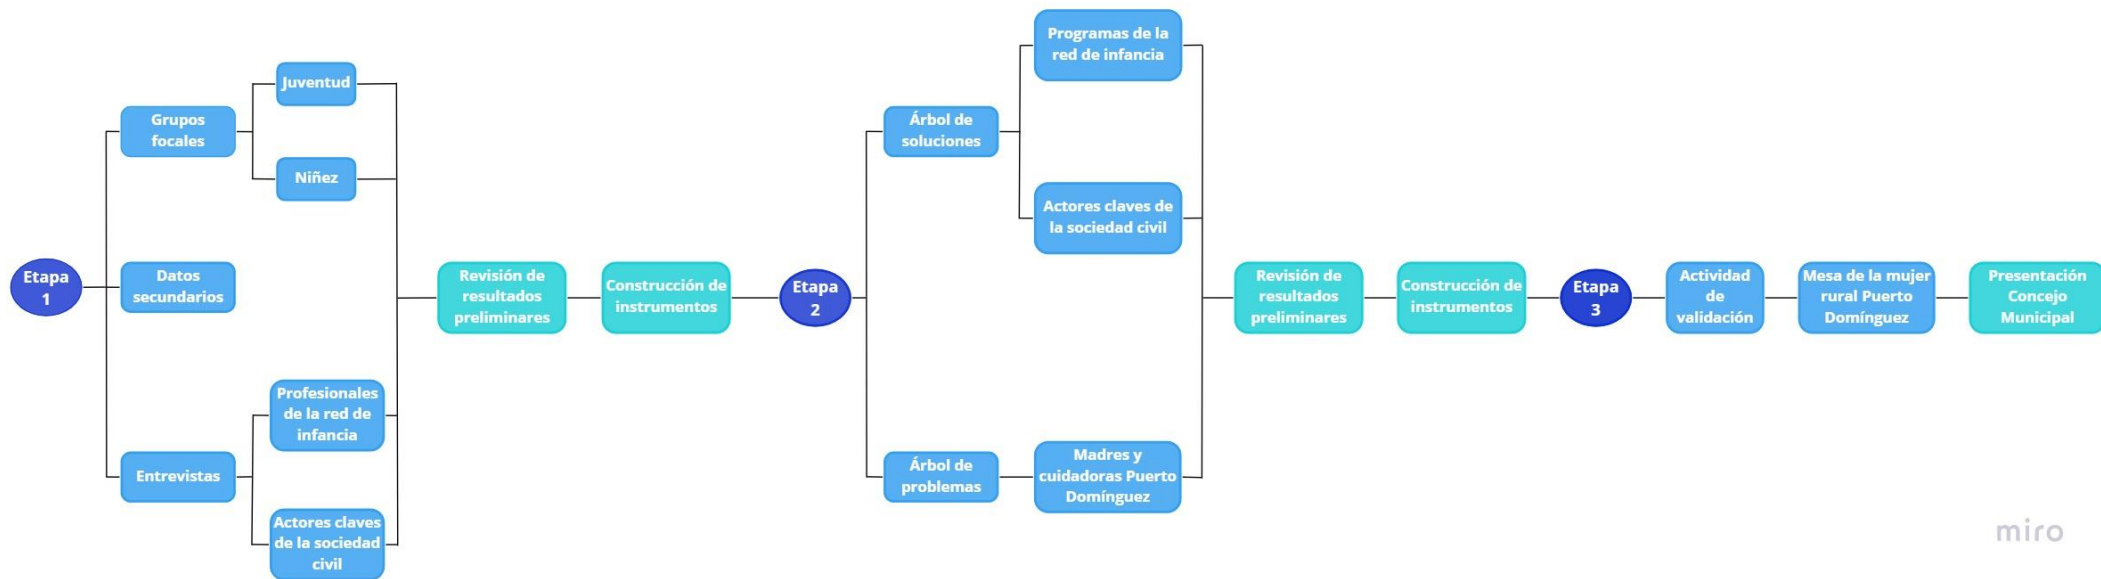 Etapa
1
Grupos
focales
Juventud
Niñez
Datos
secundarios
Entrevistas
Profesionales
de la red de
infancia
Actores claves
de la sociedad
civil
Revisión de
resultados
preliminares
Construcción de
instrumentos
Etapa
2
Árbol de
soluciones
Programas de la
red de infancia
Actores claves de
la sociedad civil
Árbol de
problemas
Madres y
cuidadoras Puerto
Domínguez
Revisión de
resultados
preliminares
Construcción de
instrumentos
Etapa
3
Actividad
de
validación
Mesa de la mujer
rural Puerto
Domínguez
Presentación
Concejo
Municipal
miro